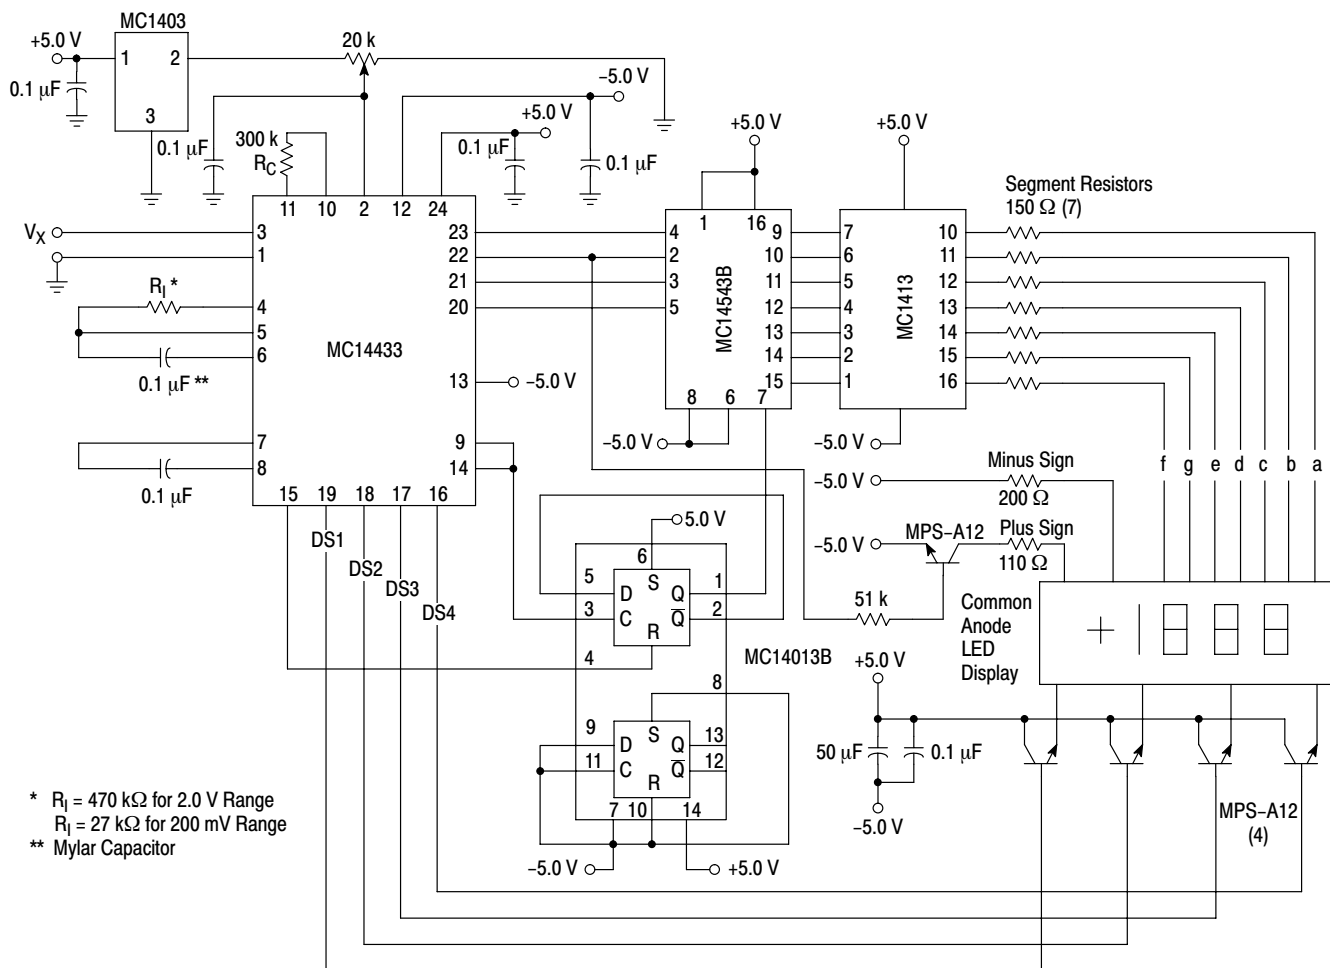 MC1403
+5.0 V
1
2
3
0.1 µF
20 k
0.1 µF
300 k
R_C
–5.0 V
+5.0 V
0.1 µF
0.1 µF
11
10
2
12
24
V_X
3
1
R_I *
4
5
6
0.1 µF **
7
8
0.1 µF
MC14433
23
22
21
20
13
–5.0 V
9
14
15
19
18
17
16
DS1
DS2
DS3
DS4
+5.0 V
1
16
4
2
3
5
MC14543B
9
10
11
12
13
14
15
8
6
7
–5.0 V
+5.0 V
7
6
5
4
3
2
1
MC1413
10
11
12
13
14
15
16
–5.0 V
Segment Resistors
150 Ω (7)
f
g
e
d
c
b
a
Minus Sign
–5.0 V
200 Ω
MPS–A12
Plus Sign
–5.0 V
110 Ω
51 k
Common
Anode
LED
Display
5.0 V
6
5
D
S
Q
1
3
C
Q
2
R
4
MC14013B
8
9
D
S
Q
13
11
C
Q
12
R
7
10
14
–5.0 V
+5.0 V
+5.0 V
50 µF
0.1 µF
–5.0 V
MPS–A12
(4)
* R_I = 470 kΩ for 2.0 V Range
R_I = 27 kΩ for 200 mV Range
** Mylar Capacitor